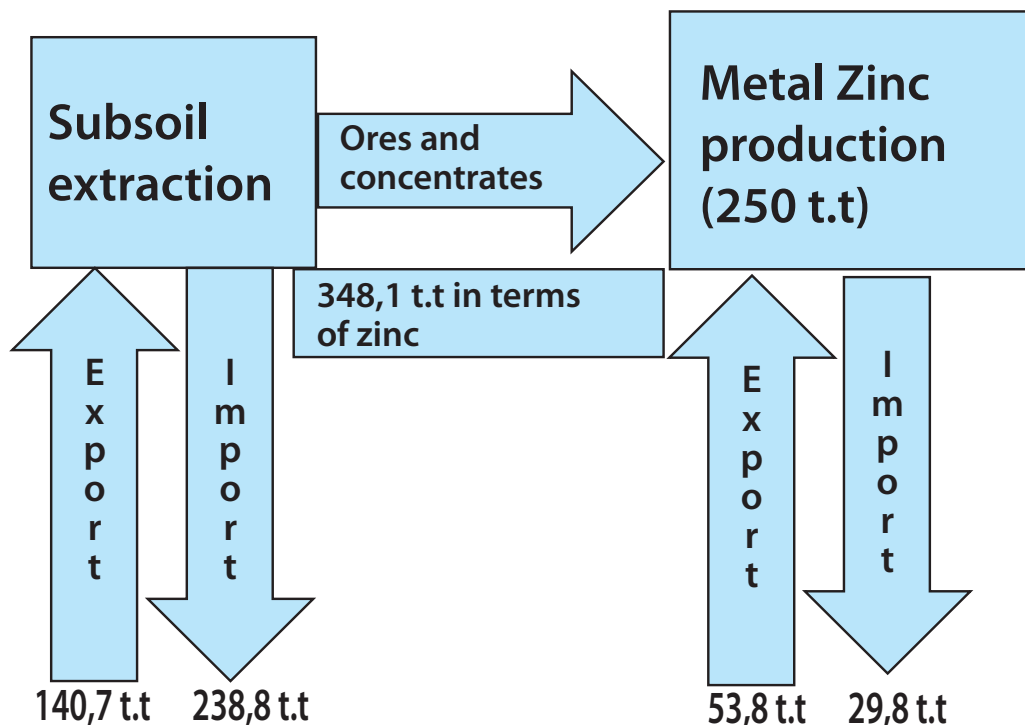 Subsoil
extraction
Ores and
concentrates
Metal Zinc
production
(250 t.t)
348,1 t.t in terms
of zinc
Export
Import
Export
Import
140,7 t.t
238,8 t.t
53,8 t.t
29,8 t.t